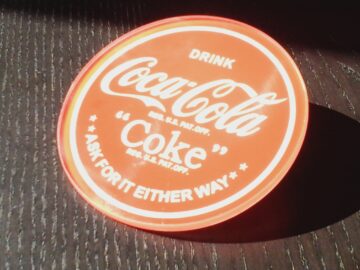 DRINK
Coca-Cola
REG. U.S. PAT. OFF.
"Coke"
REG. U.S. PAT. OFF.
★★ ASK FOR IT EITHER WAY ★★